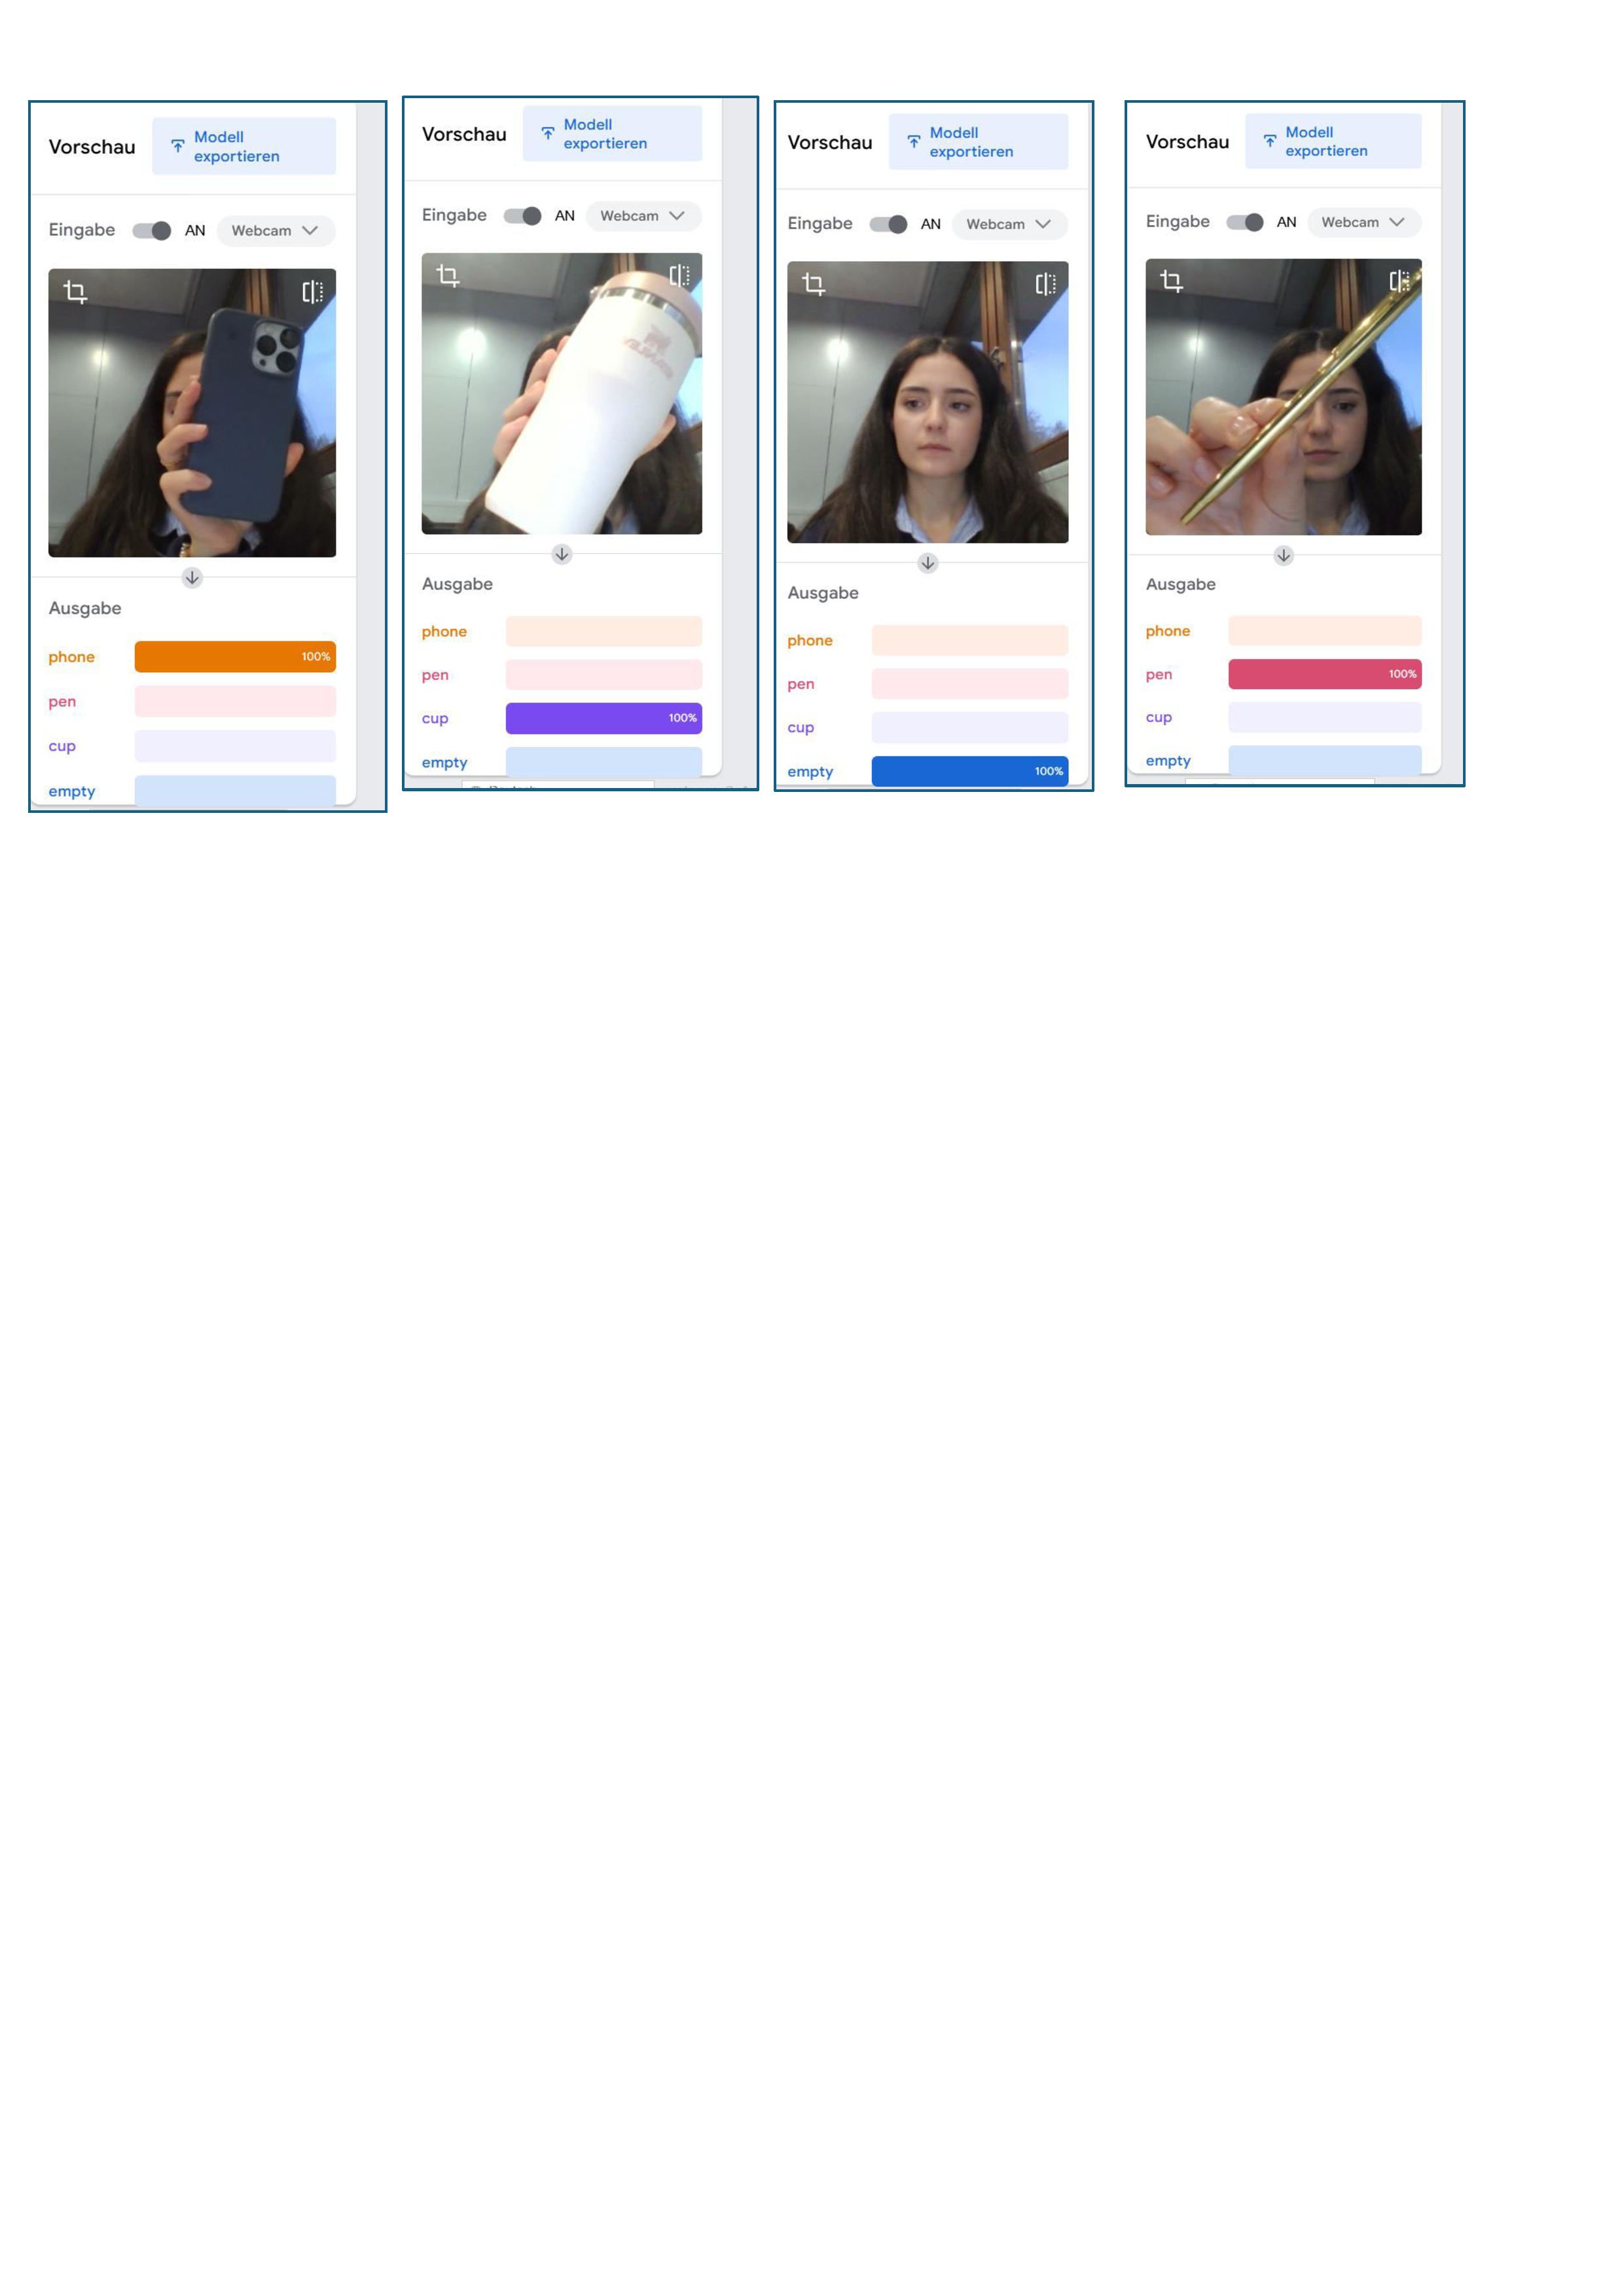 Vorschau
Modell
exportieren
Eingabe AN Webcam
Ausgabe
phone 100%
pen
cup
empty
Vorschau
Modell
exportieren
Eingabe AN Webcam
STANLEY
Ausgabe
phone
pen
cup 100%
empty
Vorschau
Modell
exportieren
Eingabe AN Webcam
Ausgabe
phone
pen
cup
empty 100%
Vorschau
Modell
exportieren
Eingabe AN Webcam
Ausgabe
phone
pen 100%
cup
empty